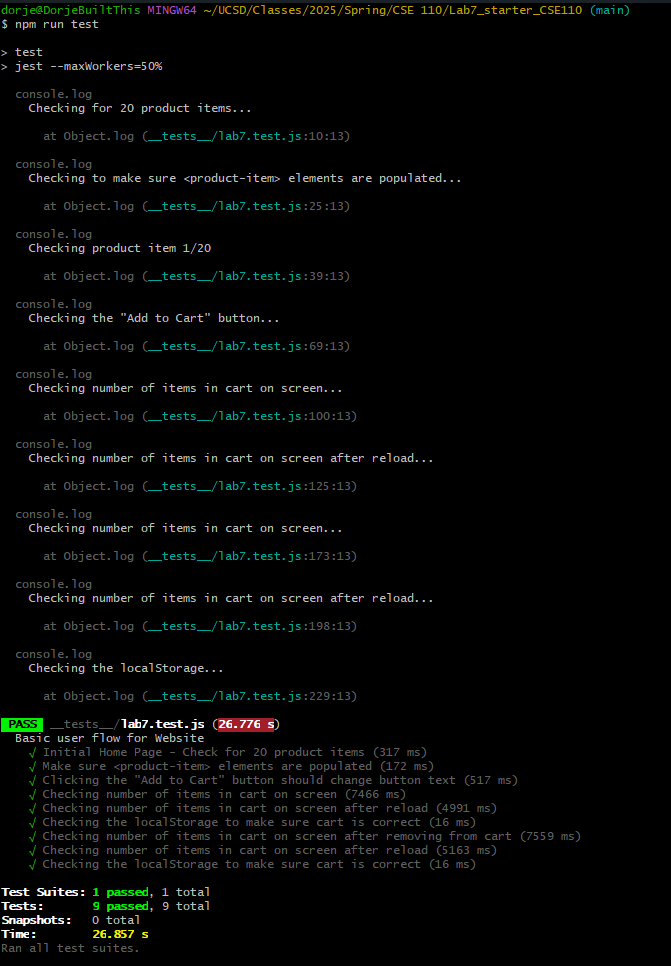 dorje@DorjeBuiltThis MINGW64 ~/UCSD/Classes/2025/Spring/CSE 110/Lab7_starter_CSE110 (main)
$ npm run test
> test
> jest --maxWorkers=50%
console.log
Checking for 20 product items...
at Object.log (__tests__/lab7.test.js:10:13)
console.log
Checking to make sure <product-item> elements are populated...
at Object.log (__tests__/lab7.test.js:25:13)
console.log
Checking product item 1/20
at Object.log (__tests__/lab7.test.js:39:13)
console.log
Checking the "Add to Cart" button...
at Object.log (__tests__/lab7.test.js:69:13)
console.log
Checking number of items in cart on screen...
at Object.log (__tests__/lab7.test.js:100:13)
console.log
Checking number of items in cart on screen after reload...
at Object.log (__tests__/lab7.test.js:125:13)
console.log
Checking number of items in cart on screen...
at Object.log (__tests__/lab7.test.js:173:13)
console.log
Checking number of items in cart on screen after reload...
at Object.log (__tests__/lab7.test.js:198:13)
console.log
Checking the localStorage...
at Object.log (__tests__/lab7.test.js:229:13)
PASS __tests__/lab7.test.js (26.776 s)
Basic user flow for Website
√ Initial Home Page - Check for 20 product items (317 ms)
√ Make sure <product-item> elements are populated (172 ms)
√ Clicking the "Add to Cart" button should change button text (517 ms)
√ Checking number of items in cart on screen (7466 ms)
√ Checking number of items in cart on screen after reload (4991 ms)
√ Checking the localStorage to make sure cart is correct (16 ms)
√ Checking number of items in cart on screen after removing from cart (7559 ms)
√ Checking number of items in cart on screen after reload (5163 ms)
√ Checking the localStorage to make sure cart is correct (16 ms)
Test Suites: 1 passed, 1 total
Tests: 9 passed, 9 total
Snapshots: 0 total
Time: 26.857 s
Ran all test suites.